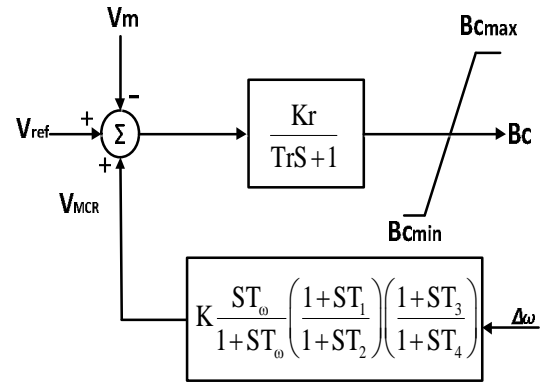 Vm
Bcmax
−
+
Vref
Σ
Kr
TrS+1
Bc
+
VMCR
Bcmin
K STω/1+STω (1+ST1/1+ST2)(1+ST3/1+ST4)
Δω